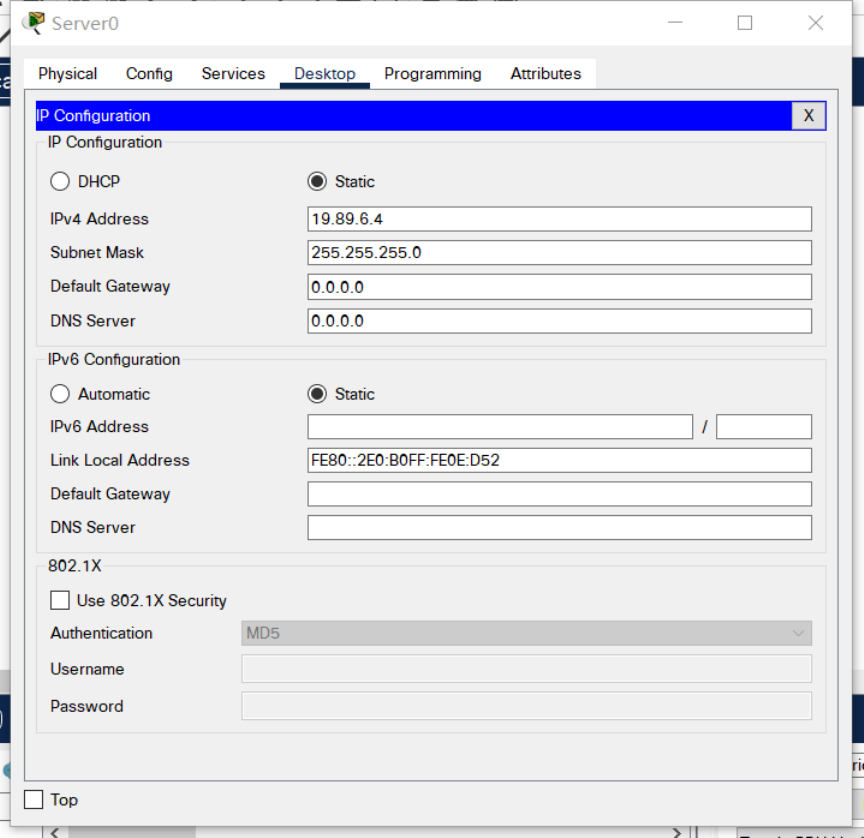 Server0
Physical Config Services Desktop Programming Attributes
IP Configuration X
IP Configuration
DHCP Static
IPv4 Address 19.89.6.4
Subnet Mask 255.255.255.0
Default Gateway 0.0.0.0
DNS Server 0.0.0.0
IPv6 Configuration
Automatic Static
IPv6 Address /
Link Local Address FE80::2E0:B0FF:FE0E:D52
Default Gateway
DNS Server
802.1X
Use 802.1X Security
Authentication MD5
Username
Password
Top